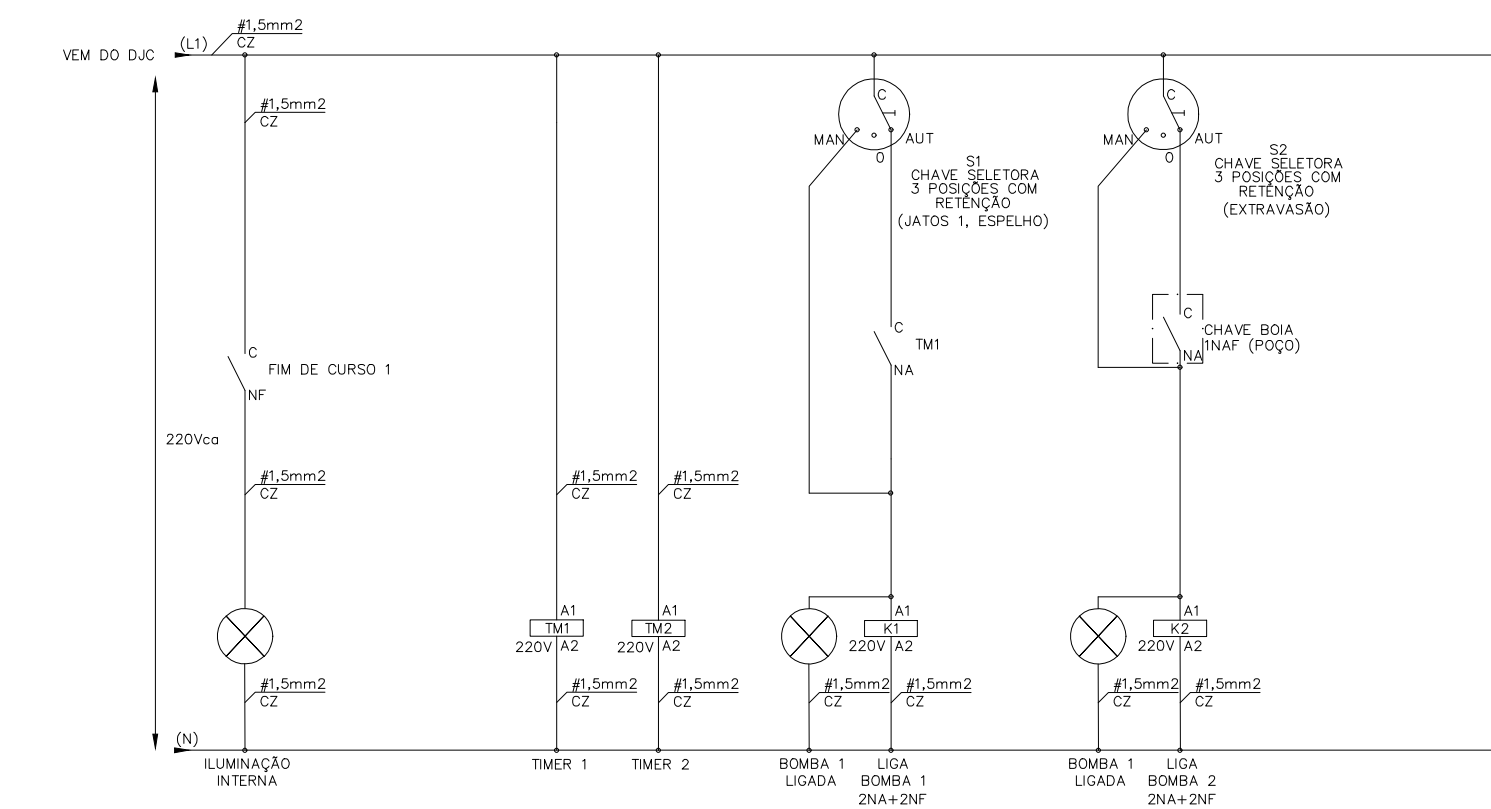 #1,5mm2
(L1)
CZ
VEM DO DJC
#1,5mm2
CZ
C
MAN
AUT
0
S1
CHAVE SELETORA
3 POSIÇÕES COM
RETENÇÃO
(JATOS 1, ESPELHO)
C
MAN
AUT
0
S2
CHAVE SELETORA
3 POSIÇÕES COM
RETENÇÃO
(EXTRAVASÃO)
C
FIM DE CURSO 1
NF
C
TM1
NA
C
CHAVE BOIA
1NAF (POÇO)
NA
220Vca
#1,5mm2
CZ
#1,5mm2
CZ
#1,5mm2
CZ
A1
TM1
220V A2
A1
TM2
220V A2
A1
K1
220V A2
A1
K2
220V A2
#1,5mm2
CZ
#1,5mm2
CZ
#1,5mm2
CZ
#1,5mm2
CZ
#1,5mm2
CZ
#1,5mm2
CZ
#1,5mm2
CZ
(N)
ILUMINAÇÃO
INTERNA
TIMER 1
TIMER 2
BOMBA 1
LIGADA
LIGA
BOMBA 1
2NA+2NF
BOMBA 1
LIGADA
LIGA
BOMBA 2
2NA+2NF